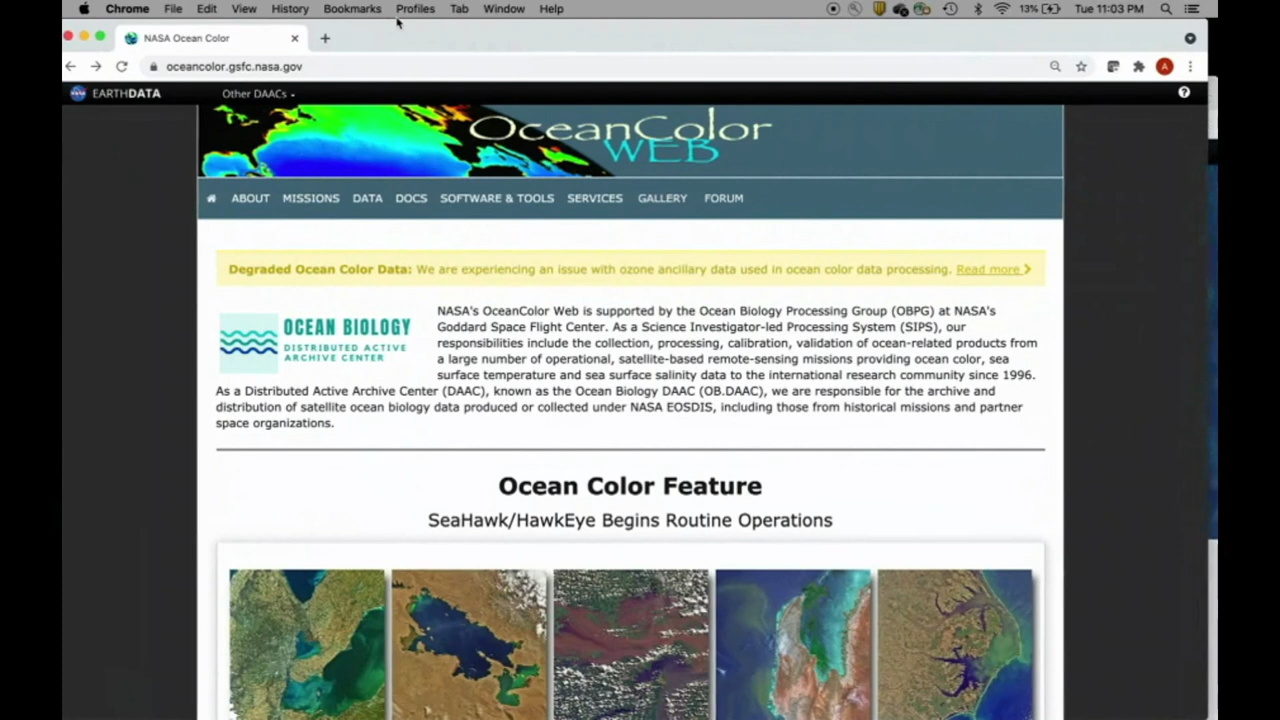 Chrome File Edit View History Bookmarks Profiles Tab Window Help 13% Tue 11:03 PM
NASA Ocean Color
oceancolor.gsfc.nasa.gov A
EARTHDATA Other DAACs
OceanColor
WEB
ABOUT MISSIONS DATA DOCS SOFTWARE & TOOLS SERVICES GALLERY FORUM
Degraded Ocean Color Data: We are experiencing an issue with ozone ancillary data used in ocean color data processing. Read more
OCEAN BIOLOGY
DISTRIBUTED ACTIVE
ARCHIVE CENTER
NASA's OceanColor Web is supported by the Ocean Biology Processing Group (OBPG) at NASA's
Goddard Space Flight Center. As a Science Investigator-led Processing System (SIPS), our
responsibilities include the collection, processing, calibration, validation of ocean-related products from
a large number of operational, satellite-based remote-sensing missions providing ocean color, sea
surface temperature and sea surface salinity data to the international research community since 1996.
As a Distributed Active Archive Center (DAAC), known as the Ocean Biology DAAC (OB.DAAC), we are responsible for the archive and
distribution of satellite ocean biology data produced or collected under NASA EOSDIS, including those from historical missions and partner
space organizations.
Ocean Color Feature
SeaHawk/HawkEye Begins Routine Operations